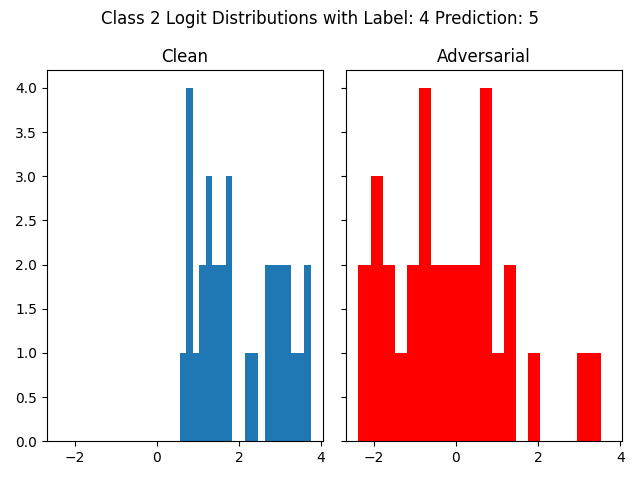 Class 2 Logit Distributions with Label: 4 Prediction: 5
Clean
Adversarial
4.0
3.5
3.0
2.5
2.0
1.5
1.0
0.5
0.0
−2 0 2 4
−2 0 2 4